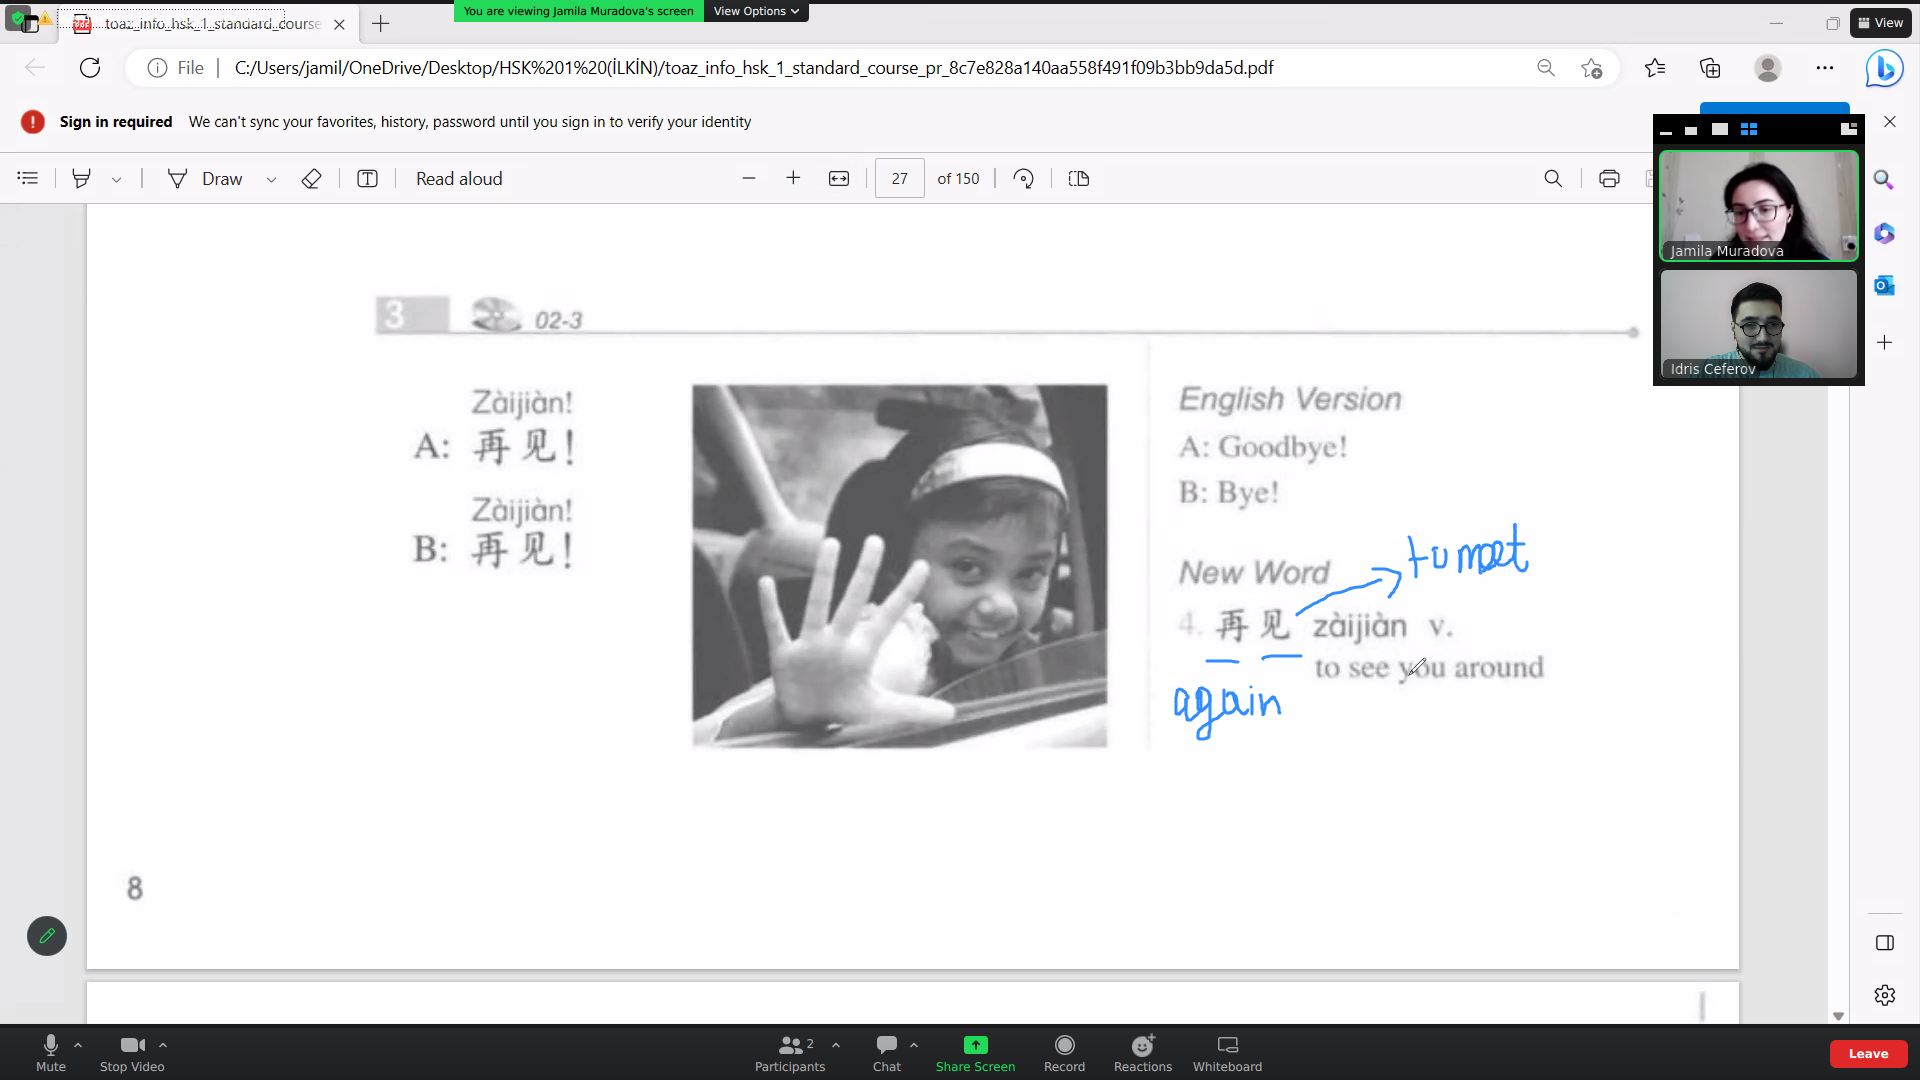 toaz_info_hsk_1_standard_course
You are viewing Jamila Muradova's screen
View Options
View
File
C:/Users/jamil/OneDrive/Desktop/HSK%201%20(İLKİN)/toaz_info_hsk_1_standard_course_pr_8c7e828a140aa558f491f09b3bb9da5d.pdf
Sign in required We can't sync your favorites, history, password until you sign in to verify your identity
Draw
Read aloud
27 of 150
Jamila Muradova
Idris Ceferov
3 02-3
Zàijiàn!
A: 再见!
Zàijiàn!
B: 再见!
English Version
A: Goodbye!
B: Bye!
to meet
New Word
4. 再见 zàijiàn v.
to see you around
again
8
Mute
Stop Video
Participants 2
Chat
Share Screen
Record
Reactions
Whiteboard
Leave